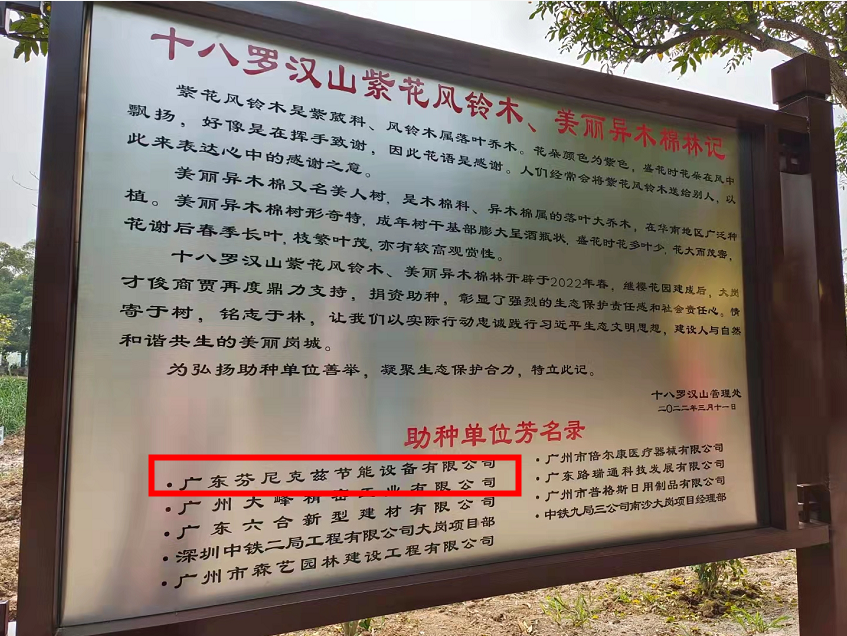 十八罗汉山紫花风铃木、美丽异木棉林记
紫花风铃木是紫葳科、风铃木属落叶乔木。花朵颜色为紫色，盛花时花朵在风中
飘扬，好像是在挥手致谢，因此花语是感谢。人们经常会将紫花风铃木送给别人，以
此来表达心中的感谢之意。
美丽异木棉又名美人树，是木棉科、异木棉属的落叶大乔木，在华南地区广泛种
植。美丽异木棉树形奇特，成年树干基部膨大呈酒瓶状，盛花时花多叶少，花大而茂密，
花谢后春季长叶，枝繁叶茂，亦有较高观赏性。
十八罗汉山紫花风铃木、美丽异木棉林开辟于2022年春，继樱花园建成后，大岗
才俊商贾再度鼎力支持，捐资助种，彰显了强烈的生态保护责任感和社会责任心。情
寄于树，铭志于林，让我们以实际行动忠诚践行习近平生态文明思想，建设人与自然
和谐共生的美丽岗城。
为弘扬助种单位善举，凝聚生态保护合力，特立此记。
十八罗汉山管理处
二〇二二年三月十一日
助种单位芳名录
·广东芬尼克兹节能设备有限公司
·广州大峰精密工业有限公司
·广东六合新型建材有限公司
·深圳中铁二局工程有限公司大岗项目部
·广州市森艺园林建设工程有限公司
·广州市倍尔康医疗器械有限公司
·广东路瑞通科技发展有限公司
·广州市普格斯日用制品有限公司
·中铁九局三公司南沙大岗项目经理部